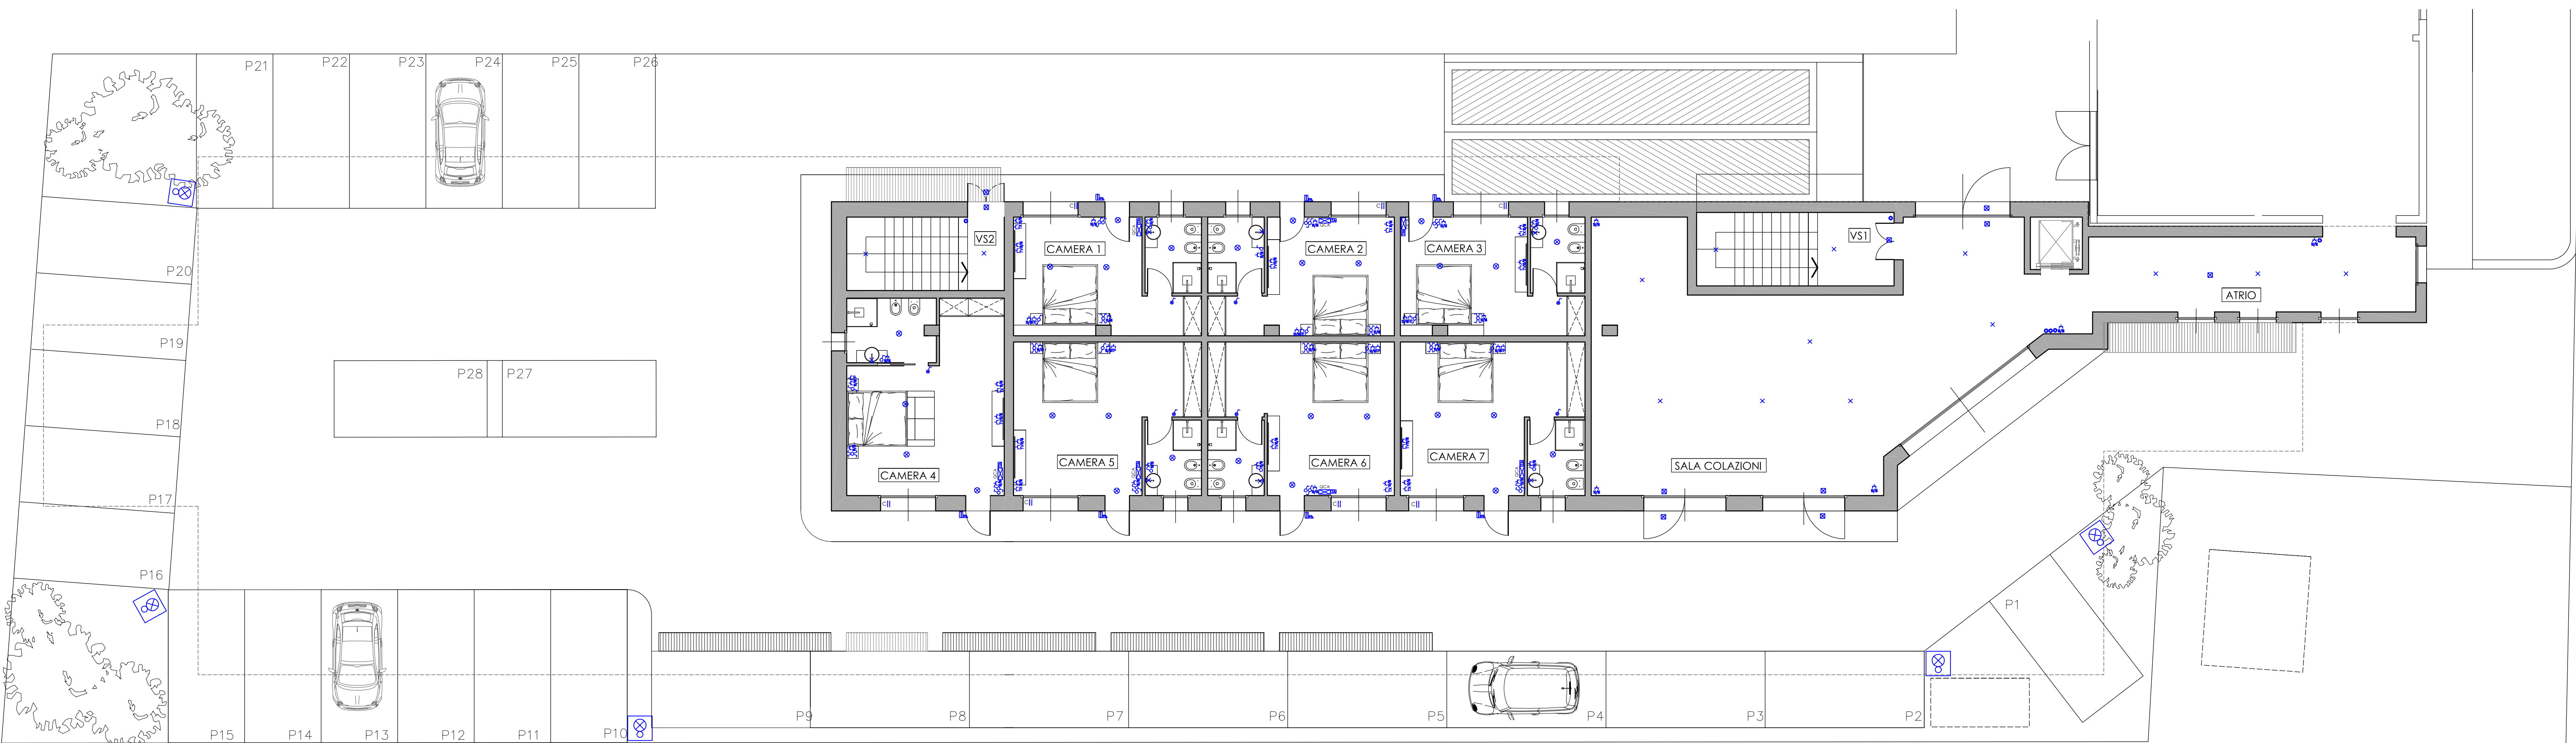 P21
P22
P23
P24
P25
P26
P20
P19
P18
P17
P16
P28
P27
VS2
CAMERA 1
CAMERA 2
CAMERA 3
VS1
ATRIO
CAMERA 4
CAMERA 5
CAMERA 6
CAMERA 7
SALA COLAZIONI
P1
P15
P14
P13
P12
P11
P10
P9
P8
P7
P6
P5
P4
P3
P2